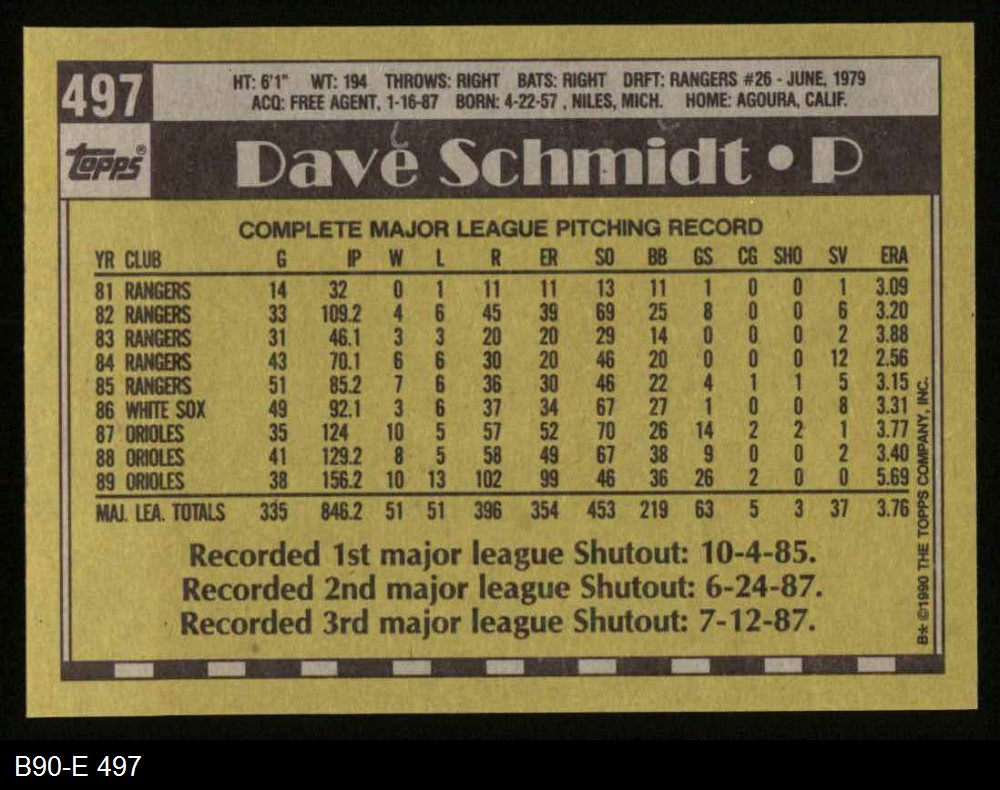 497
HT: 6'1" WT: 194 THROWS: RIGHT BATS: RIGHT DRFT: RANGERS #26 - JUNE, 1979
ACQ: FREE AGENT, 1-16-87 BORN: 4-22-57 , NILES, MICH. HOME: AGOURA, CALIF.
TOPPS®
Dave Schmidt • P
COMPLETE MAJOR LEAGUE PITCHING RECORD
YR CLUB G IP W L R ER SO BB GS CG SHO SV ERA
81 RANGERS 14 32 0 1 11 11 13 11 1 0 0 1 3.09
82 RANGERS 33 109.2 4 6 45 39 69 25 8 0 0 6 3.20
83 RANGERS 31 46.1 3 3 20 20 29 14 0 0 0 2 3.88
84 RANGERS 43 70.1 6 6 30 20 46 20 0 0 0 12 2.56
85 RANGERS 51 85.2 7 6 36 30 46 22 4 1 1 5 3.15
86 WHITE SOX 49 92.1 3 6 37 34 67 27 1 0 0 8 3.31
87 ORIOLES 35 124 10 5 57 52 70 26 14 2 2 1 3.77
88 ORIOLES 41 129.2 8 5 58 49 67 38 9 0 0 2 3.40
89 ORIOLES 38 156.2 10 13 102 99 46 36 26 2 0 0 5.69
MAJ. LEA. TOTALS 335 846.2 51 51 396 354 453 219 63 5 3 37 3.76
Recorded 1st major league Shutout: 10-4-85.
Recorded 2nd major league Shutout: 6-24-87.
Recorded 3rd major league Shutout: 7-12-87.
B* ©1990 THE TOPPS COMPANY, INC.
B90-E 497